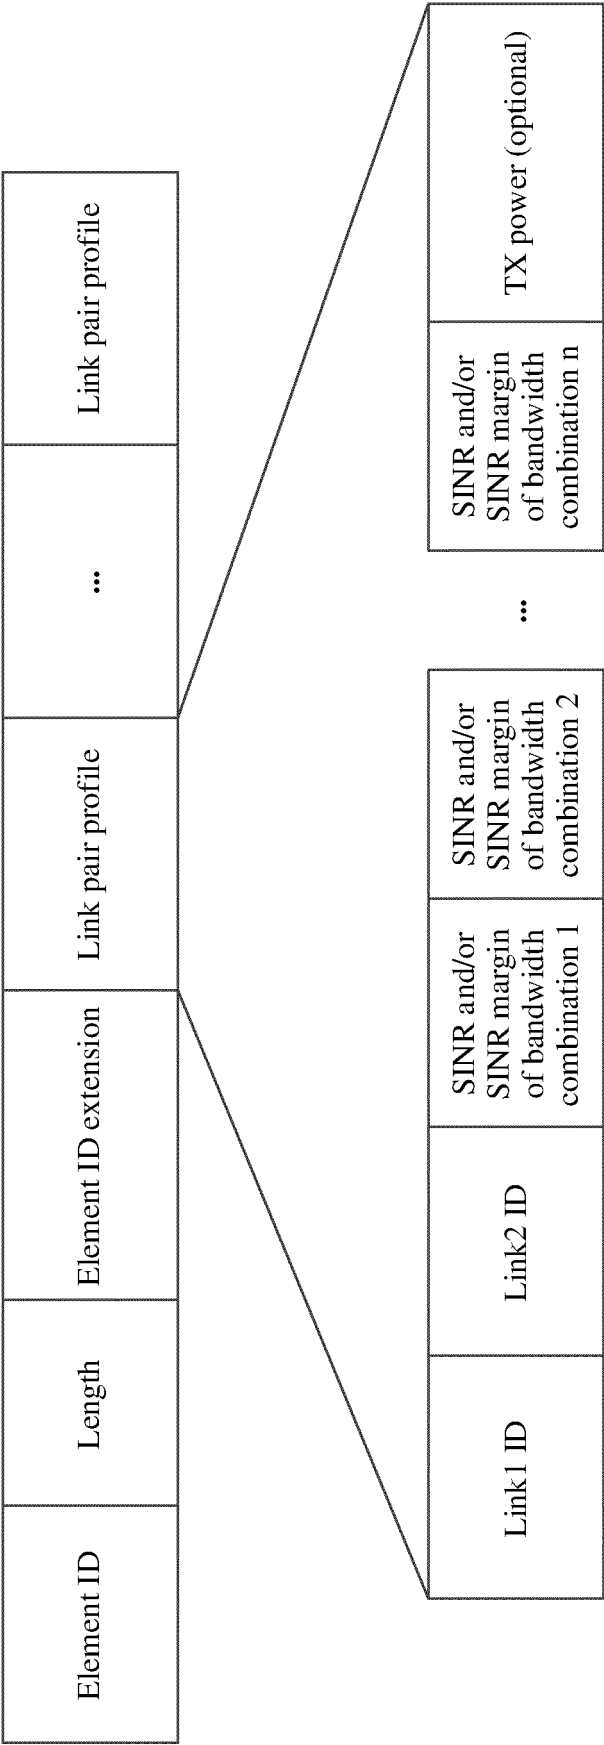 Element ID
Length
Element ID extension
Link pair profile
...
Link pair profile
Link1 ID
Link2 ID
SINR and/or
SINR margin
of bandwidth
combination 1
SINR and/or
SINR margin
of bandwidth
combination 2
...
SINR and/or
SINR margin
of bandwidth
combination n
TX power (optional)